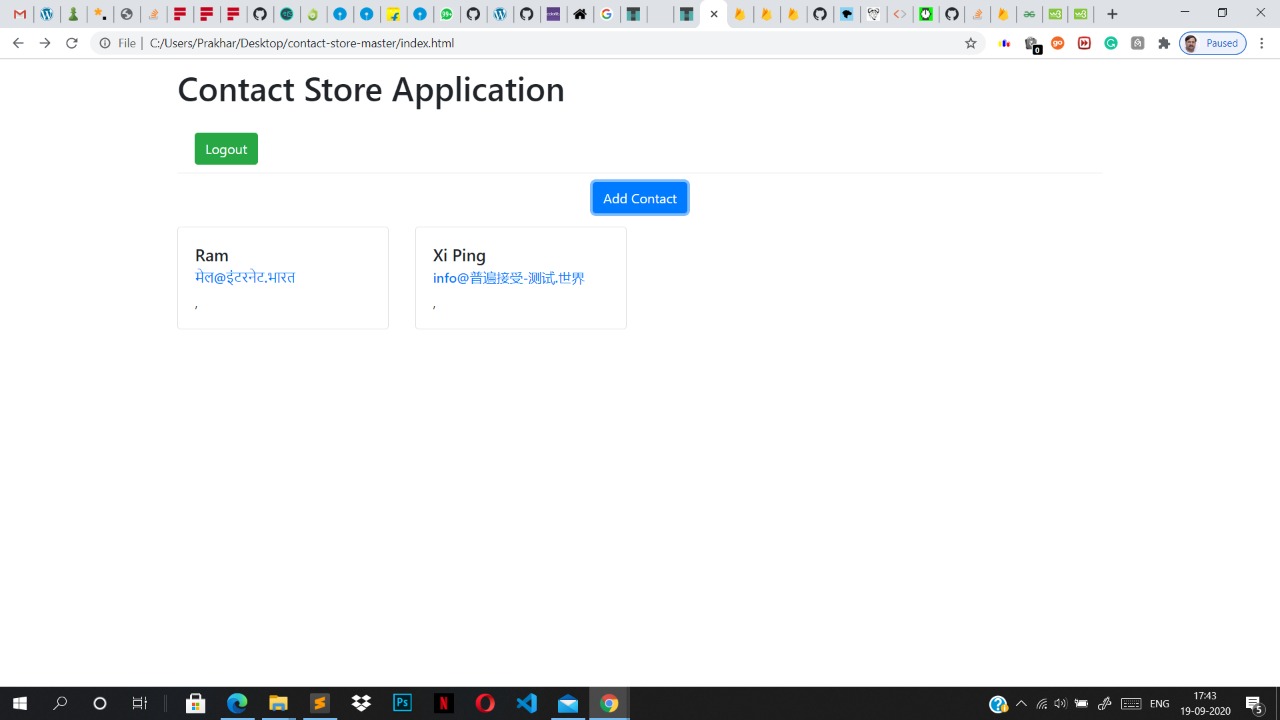 File | C:/Users/Prakhar/Desktop/contact-store-master/index.html
Paused
Contact Store Application
Logout
Add Contact
Ram
मेल@इंटरनेट.भारत
,
Xi Ping
info@普遍接受-测试.世界
,
ENG
17:43
19-09-2020
5